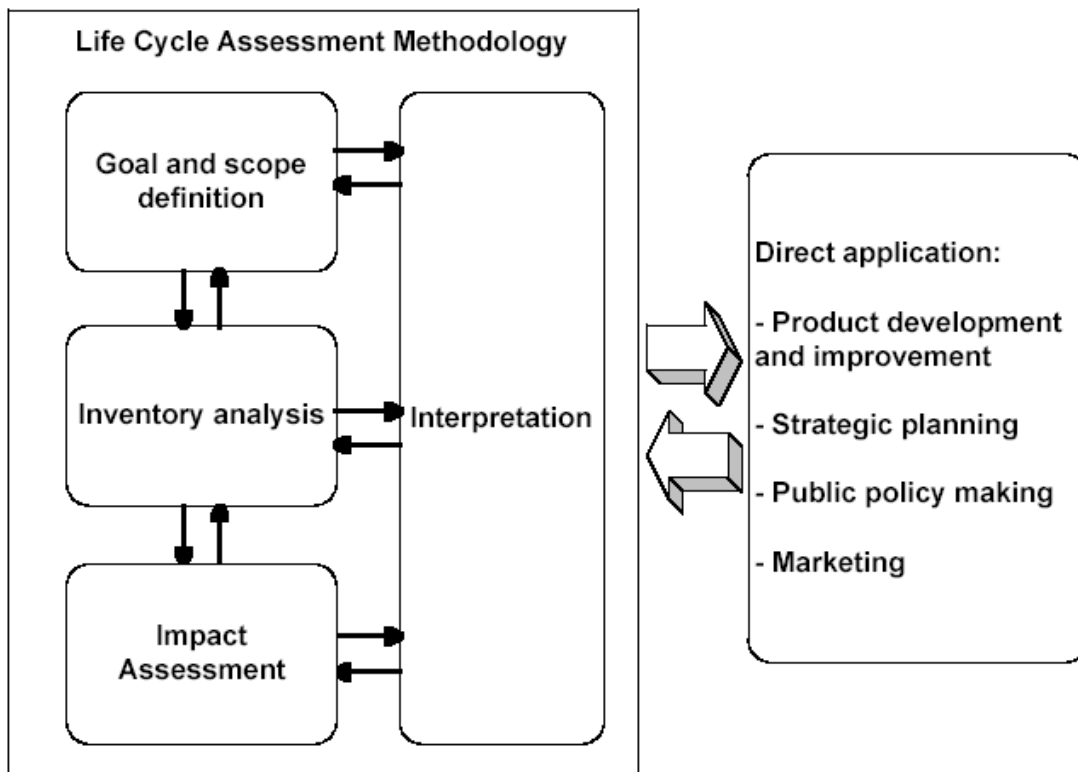 Life Cycle Assessment Methodology
Goal and scope
definition
Inventory analysis
Impact
Assessment
Interpretation
Direct application:
- Product development
and improvement
- Strategic planning
- Public policy making
- Marketing